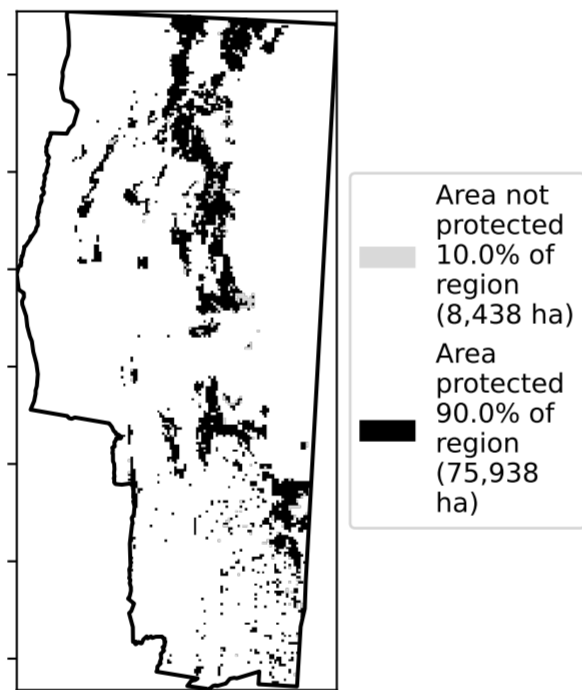 Area not
protected
10.0% of
region
(8,438 ha)
Area
protected
90.0% of
region
(75,938
ha)